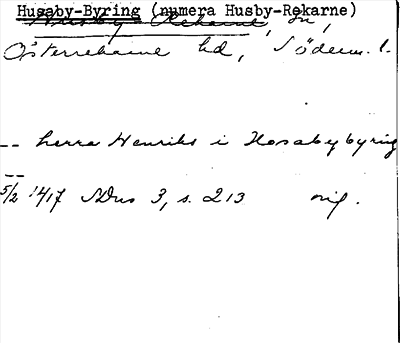 Husaby-Byring (numera Husby-Rekarne)
Husby Rekarne, sn,
Österrekarne hd, Söderm. l.
-- herra Henriks i Hosabybyring
--
5/2 1417 SDns 3, s. 213 orig.